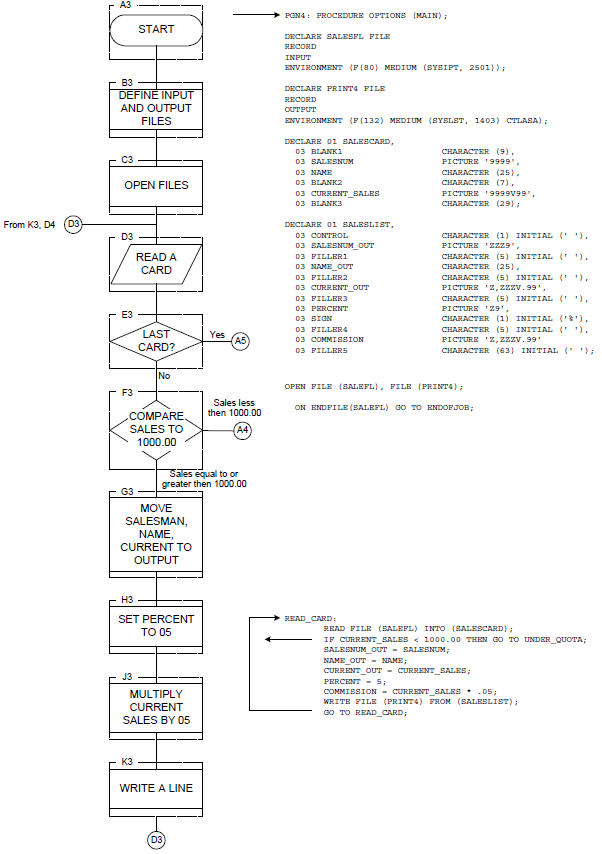 A3
START
B3
DEFINE INPUT
AND OUTPUT
FILES
C3
OPEN FILES
From K3, D4
D3
D3
READ A
CARD
E3
LAST
CARD?
Yes
A5
No
F3
COMPARE
SALES TO
1000.00
Sales less
then 1000.00
A4
Sales equal to or
greater then 1000.00
G3
MOVE
SALESMAN,
NAME,
CURRENT TO
OUTPUT
H3
SET PERCENT
TO 05
J3
MULTIPLY
CURRENT
SALES BY 05
K3
WRITE A LINE
D3
PGN4: PROCEDURE OPTIONS (MAIN);
DECLARE SALESFL FILE
RECORD
INPUT
ENVIRONMENT (F(80) MEDIUM (SYSIPT, 2501));
DECLARE PRINT4 FILE
RECORD
OUTPUT
ENVIRONMENT (F(132) MEDIUM (SYSLST, 1403) CTLASA);
DECLARE 01 SALESCARD,
03 BLANK1 CHARACTER (9),
03 SALESNUM PICTURE '9999',
03 NAME CHARACTER (25),
03 BLANK2 CHARACTER (7),
03 CURRENT_SALES PICTURE '9999V99',
03 BLANK3 CHARACTER (29);
DECLARE 01 SALESLIST,
03 CONTROL CHARACTER (1) INITIAL (' '),
03 SALESNUM_OUT PICTURE 'ZZZ9',
03 FILLER1 CHARACTER (5) INITIAL (' '),
03 NAME_OUT CHARACTER (25),
03 FILLER2 CHARACTER (5) INITIAL (' '),
03 CURRENT_OUT PICTURE 'Z,ZZZV.99',
03 FILLER3 CHARACTER (5) INITIAL (' '),
03 PERCENT PICTURE 'Z9',
03 SIGN CHARACTER (1) INITIAL ('%'),
03 FILLER4 CHARACTER (5) INITIAL (' '),
03 COMMISSION PICTURE 'Z,ZZZV.99'
03 FILLER5 CHARACTER (63) INITIAL (' ');
OPEN FILE (SALEFL), FILE (PRINT4);
ON ENDFILE(SALEFL) GO TO ENDOFJOB;
READ_CARD:
READ FILE (SALEFL) INTO (SALESCARD);
IF CURRENT_SALES < 1000.00 THEN GO TO UNDER_QUOTA;
SALESNUM_OUT = SALESNUM;
NAME_OUT = NAME;
CURRENT_OUT = CURRENT_SALES;
PERCENT = 5;
COMMISSION = CURRENT_SALES * .05;
WRITE FILE (PRINT4) FROM (SALESLIST);
GO TO READ_CARD;